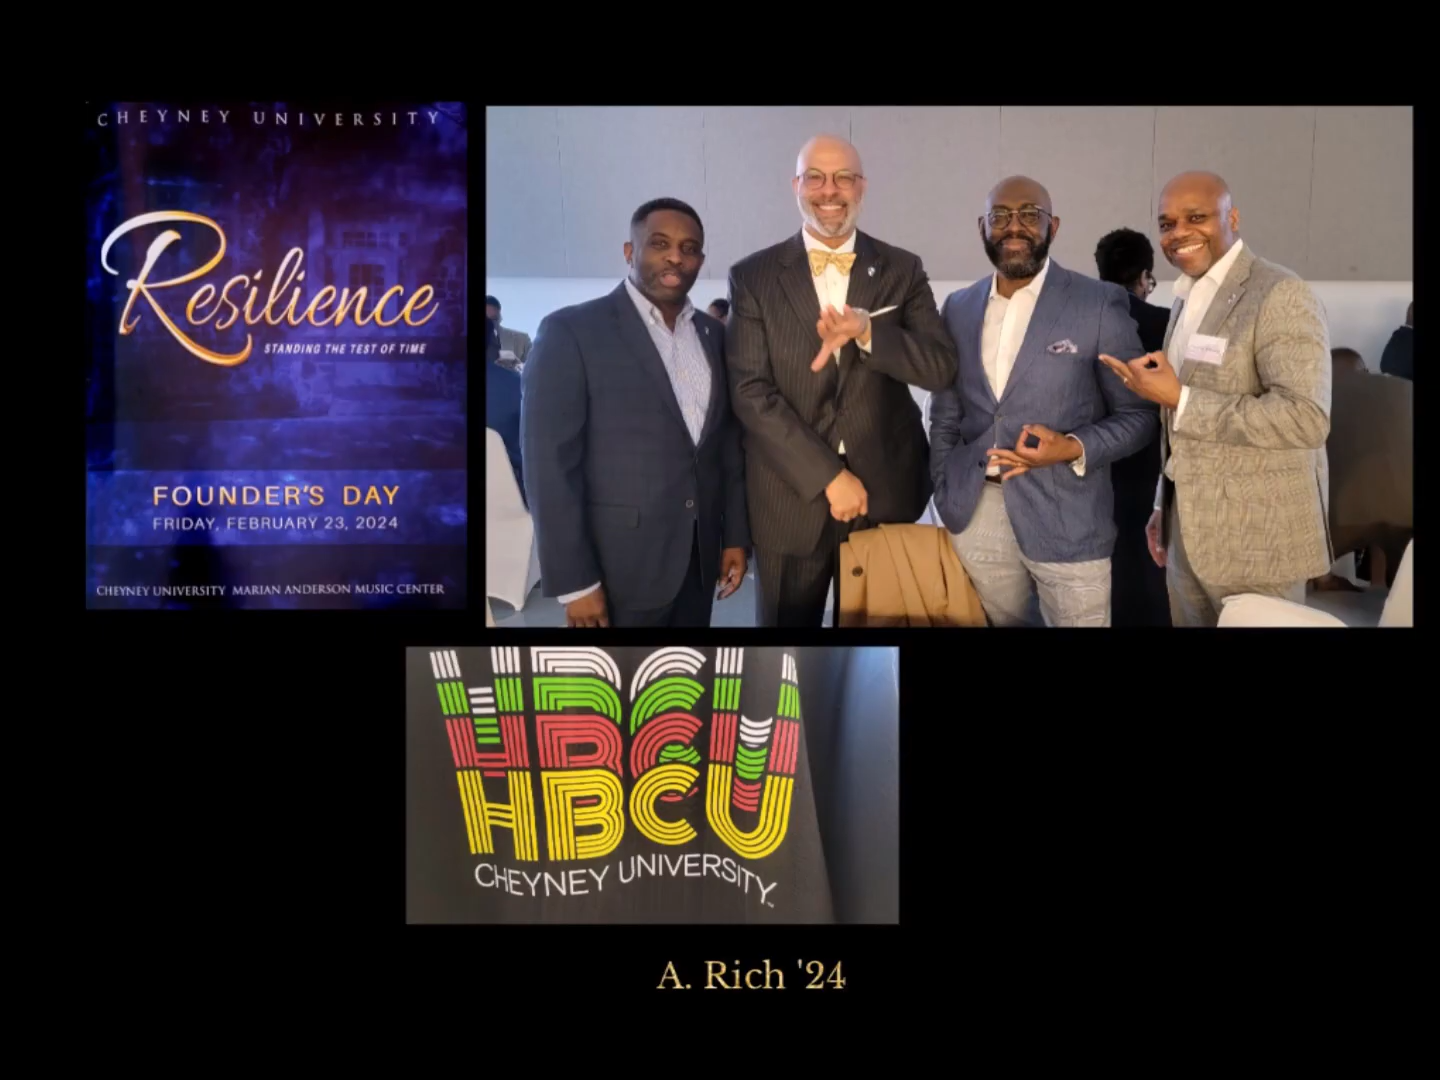 CHEYNEY UNIVERSITY
Resilience
STANDING THE TEST OF TIME
FOUNDER'S DAY
FRIDAY, FEBRUARY 23, 2024
CHEYNEY UNIVERSITY MARIAN ANDERSON MUSIC CENTER
HBCU
HBCU
HBCU
CHEYNEY UNIVERSITY
A. Rich '24